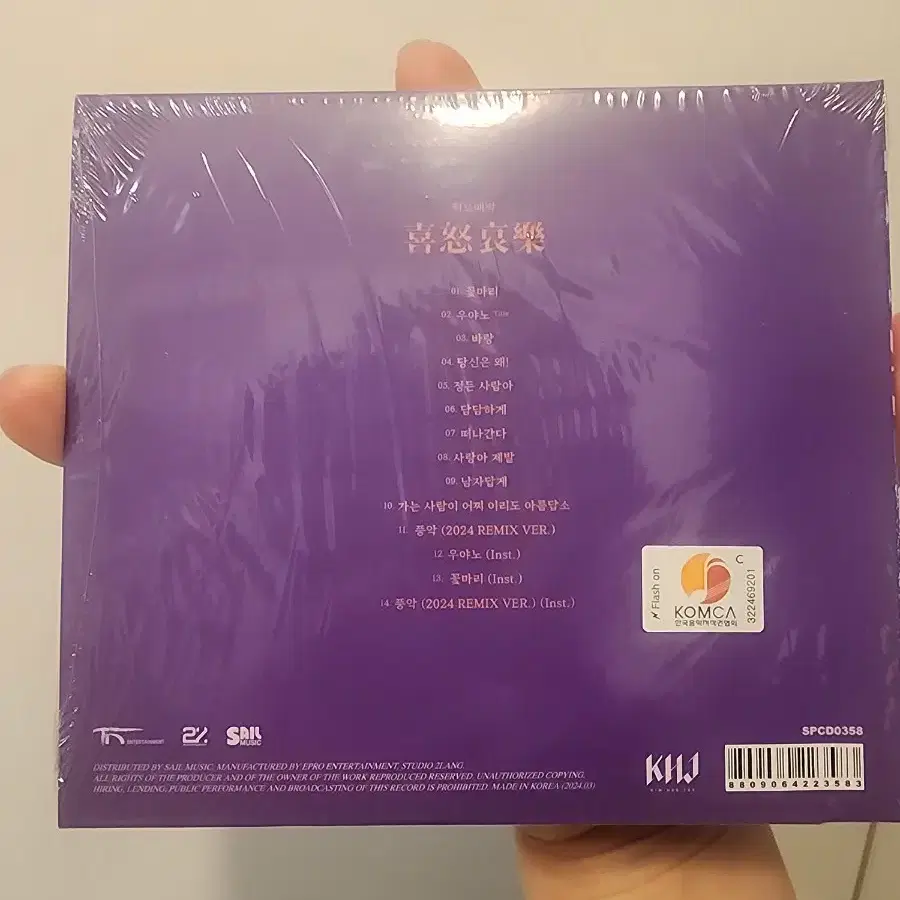 희로애락
喜怒哀樂
01. 꽃마리
02. 우야노 Title
03. 바랑
04. 당신은 왜!
05. 정든 사람아
06. 담담하게
07. 떠나간다
08. 사랑아 제발
09. 남자답게
10. 가는 사람이 어찌 이리도 아름답소
11. 풍악 (2024 REMIX VER.)
12. 우야노 (Inst.)
13. 꽃마리 (Inst.)
14. 풍악 (2024 REMIX VER.) (Inst.)
Flash on
KOMCA
한국음악저작권협회
C
322469201
ENTERTAINMENT
SAIL
MUSIC
DISTRIBUTED BY SAIL MUSIC, MANUFACTURED BY EPRO ENTERTAINMENT, STUDIO 2LANG.
ALL RIGHTS OF THE PRODUCER AND OF THE OWNER OF THE WORK REPRODUCED RESERVED. UNAUTHORIZED COPYING,
HIRING, LENDING, PUBLIC PERFORMANCE AND BROADCASTING OF THIS RECORD IS PROHIBITED. MADE IN KOREA (2024.03)
KHJ
SPCD0358
8809064223583